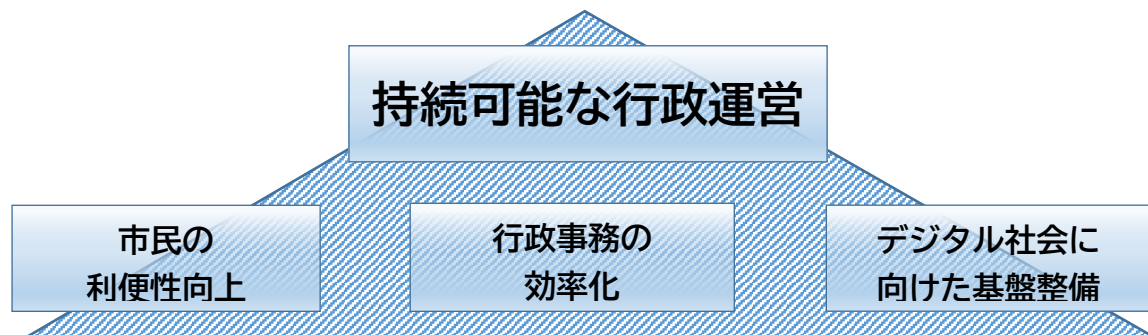 持続可能な行政運営
市民の
利便性向上
行政事務の
効率化
デジタル社会に
向けた基盤整備